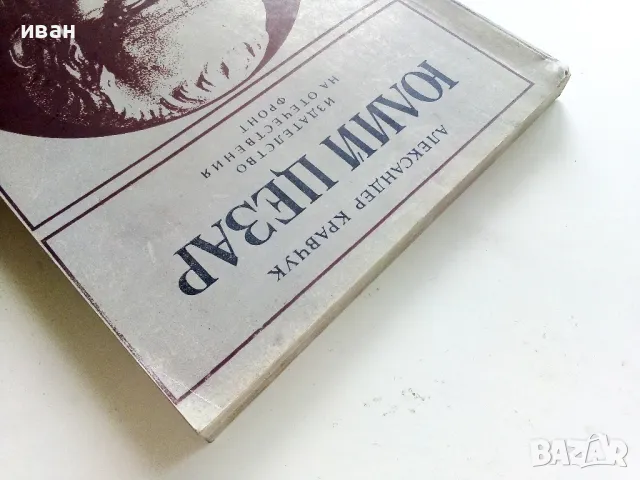 иван
АЛЕКСАНДЕР КРАВЧУК
ЮЛИЙ ЦЕЗАР
ИЗДАТЕЛСТВО
НА ОТЕЧЕСТВЕНИЯ
ФРОНТ
BAZAR